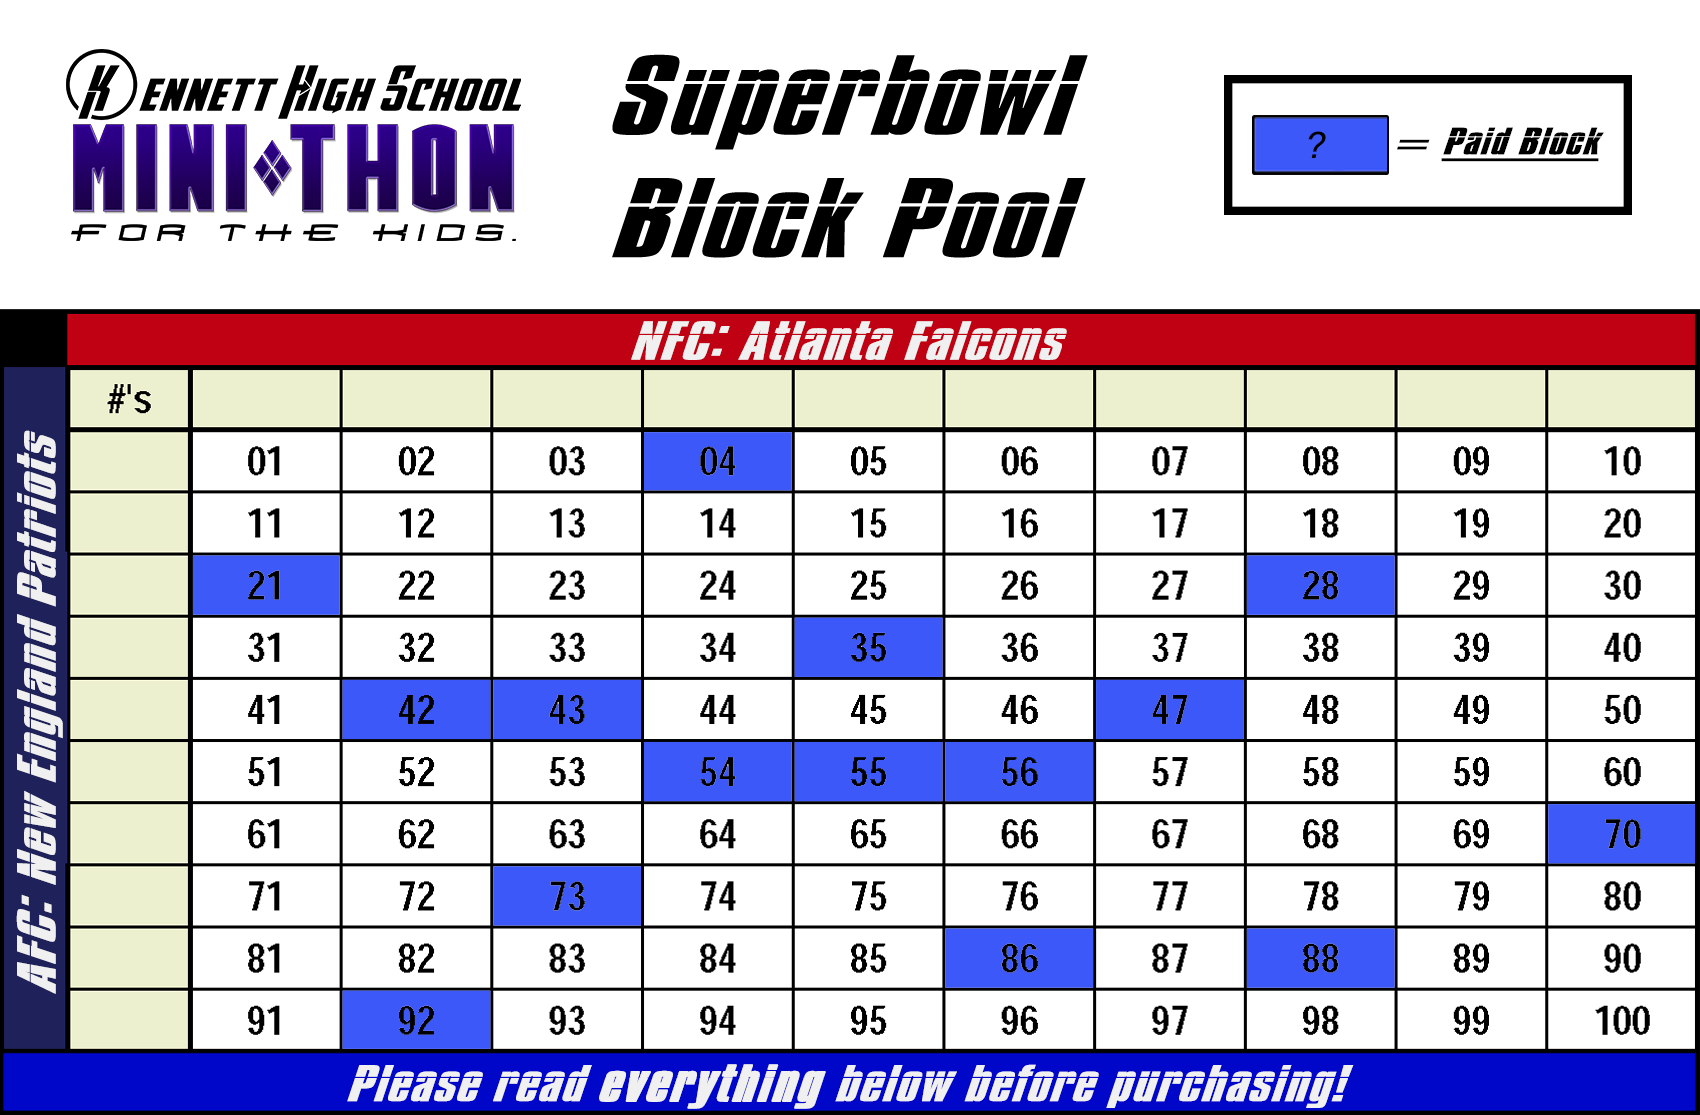 KENNETT HIGH SCHOOL
MINI THON
FOR THE KIDS.
Superbowl
Block Pool
? = Paid Block
NFC: Atlanta Falcons
AFC: New England Patriots
#'s
01 02 03 04 05 06 07 08 09 10
11 12 13 14 15 16 17 18 19 20
21 22 23 24 25 26 27 28 29 30
31 32 33 34 35 36 37 38 39 40
41 42 43 44 45 46 47 48 49 50
51 52 53 54 55 56 57 58 59 60
61 62 63 64 65 66 67 68 69 70
71 72 73 74 75 76 77 78 79 80
81 82 83 84 85 86 87 88 89 90
91 92 93 94 95 96 97 98 99 100
Please read everything below before purchasing!